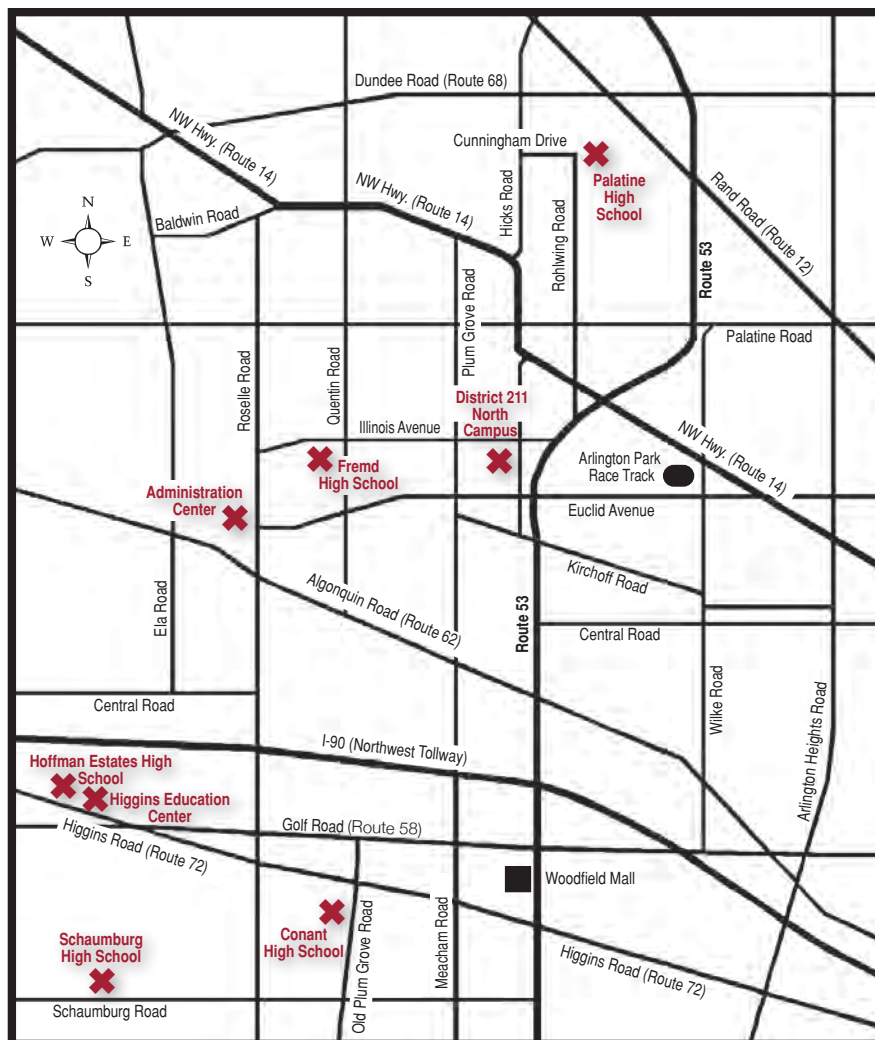 Dundee Road (Route 68)
NW Hwy. (Route 14)
Cunningham Drive
Palatine
High
School
NW Hwy. (Route 14)
Hicks Road
Rohlwing Road
Rand Road (Route 12)
Route 53
N
W
E
S
Baldwin Road
Plum Grove Road
Palatine Road
Roselle Road
Quentin Road
District 211
North
Campus
Illinois Avenue
NW Hwy. (Route 14)
Fremd
High School
Arlington Park
Race Track
Administration
Center
Euclid Avenue
Kirchoff Road
Algonquin Road (Route 62)
Ela Road
Route 53
Central Road
Wilke Road
Arlington Heights Road
Central Road
I-90 (Northwest Tollway)
Hoffman Estates High
School
Higgins Education
Center
Golf Road (Route 58)
Higgins Road (Route 72)
Woodfield Mall
Conant
High School
Old Plum Grove Road
Meacham Road
Schaumburg
High School
Higgins Road (Route 72)
Schaumburg Road